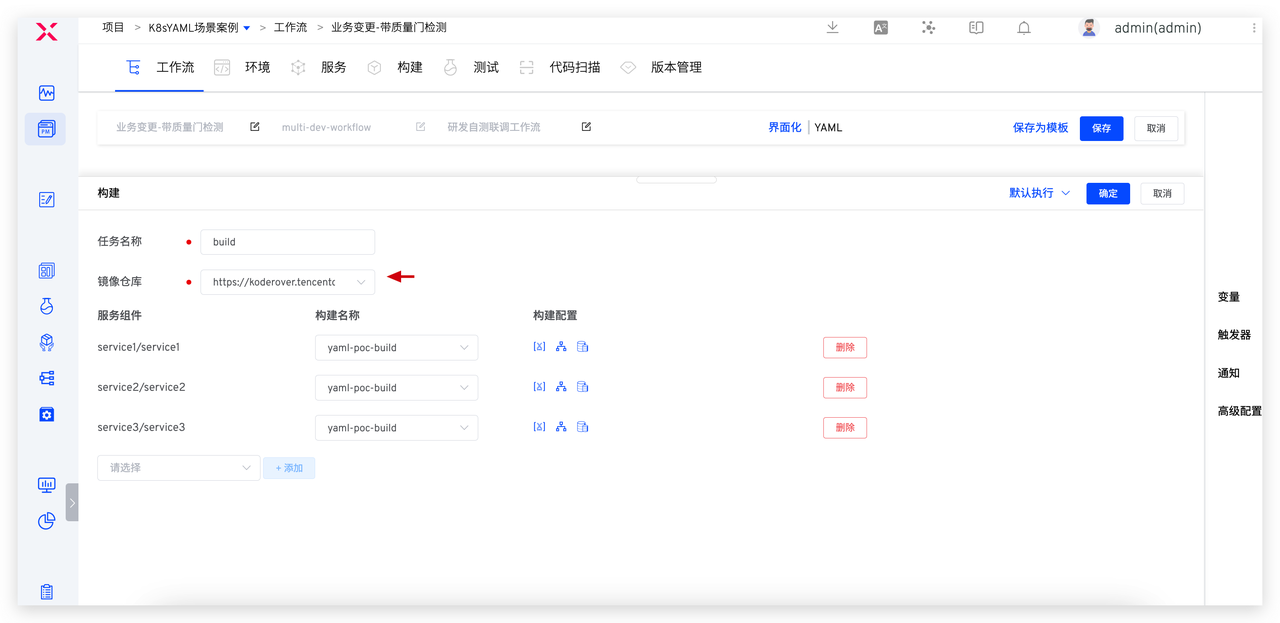 项目 > K8sYAML场景案例 > 工作流 > 业务变更-带质量门检测
admin(admin)
工作流 环境 服务 构建 测试 代码扫描 版本管理
业务变更-带质量门检测 multi-dev-workflow 研发自测联调工作流 界面化 | YAML 保存为模板 保存 取消
构建 默认执行 确定 取消
任务名称 build
镜像仓库 https://koderover.tencentc
服务组件 构建名称 构建配置
service1/service1 yaml-poc-build 删除
service2/service2 yaml-poc-build 删除
service3/service3 yaml-poc-build 删除
请选择 + 添加
变量
触发器
通知
高级配置